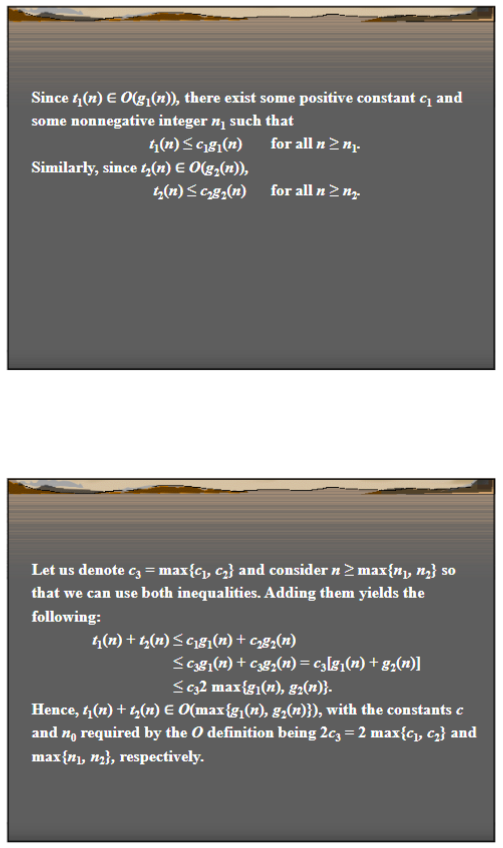 Since t₁(n) ∈ O(g₁(n)), there exist some positive constant c₁ and
some nonnegative integer n₁ such that
t₁(n) ≤ c₁g₁(n) for all n ≥ n₁.
Similarly, since t₂(n) ∈ O(g₂(n)),
t₂(n) ≤ c₂g₂(n) for all n ≥ n₂.
Let us denote c₃ = max{c₁, c₂} and consider n ≥ max{n₁, n₂} so
that we can use both inequalities. Adding them yields the
following:
t₁(n) + t₂(n) ≤ c₁g₁(n) + c₂g₂(n)
≤ c₃g₁(n) + c₃g₂(n) = c₃[g₁(n) + g₂(n)]
≤ c₃2 max{g₁(n), g₂(n)}.
Hence, t₁(n) + t₂(n) ∈ O(max{g₁(n), g₂(n)}), with the constants c
and n₀ required by the O definition being 2c₃ = 2 max{c₁, c₂} and
max{n₁, n₂}, respectively.